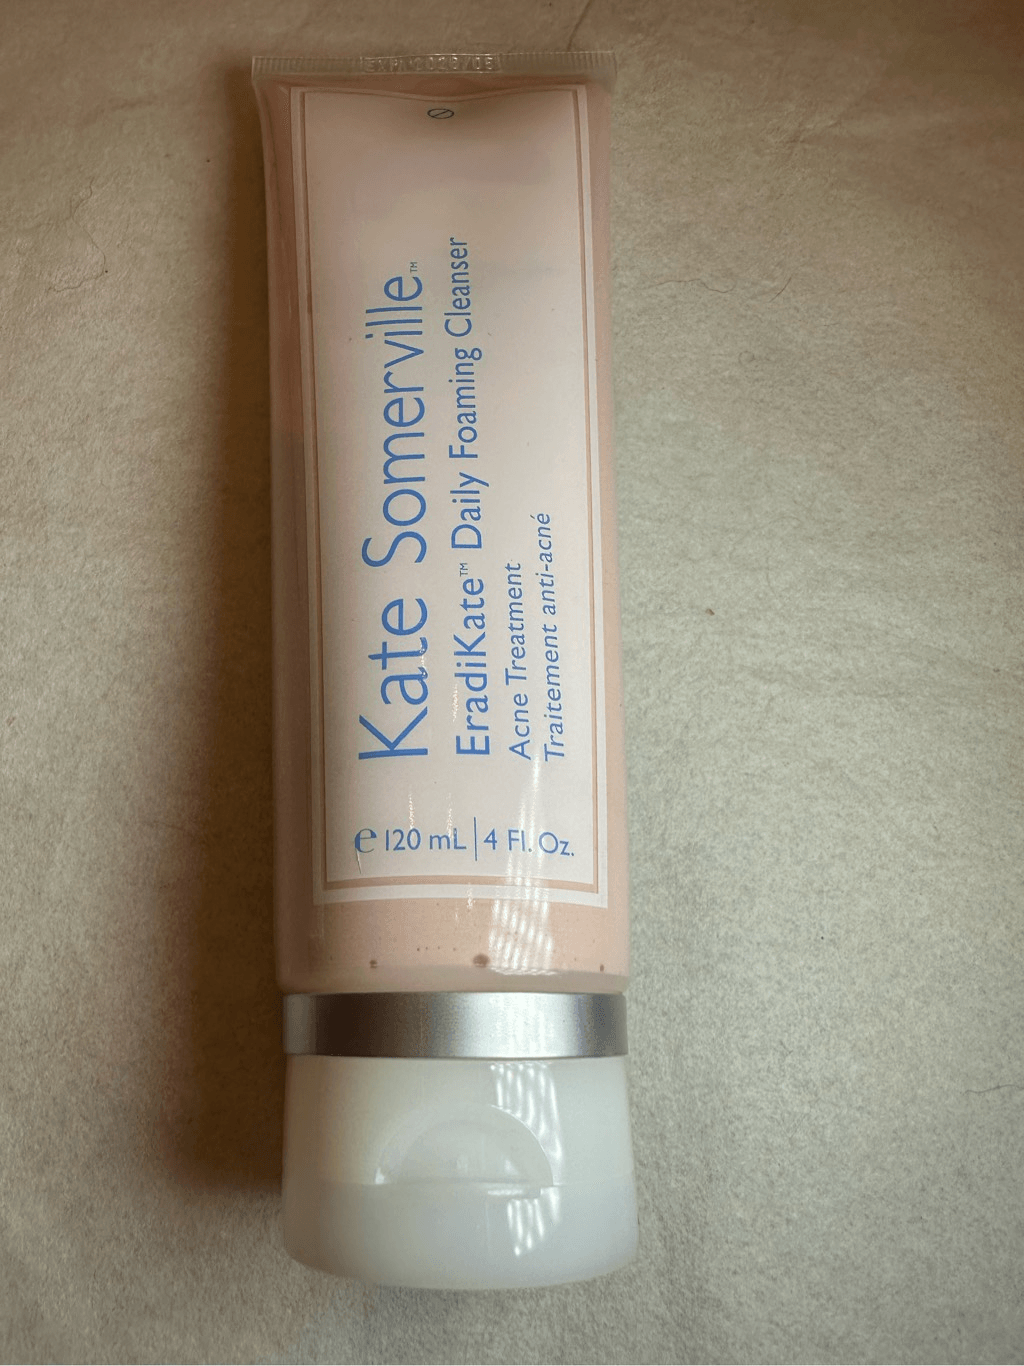 Kate Somerville™
EradiKate™ Daily Foaming Cleanser
Acne Treatment
Traitement anti-acné
℮ 120 mL | 4 Fl. Oz.